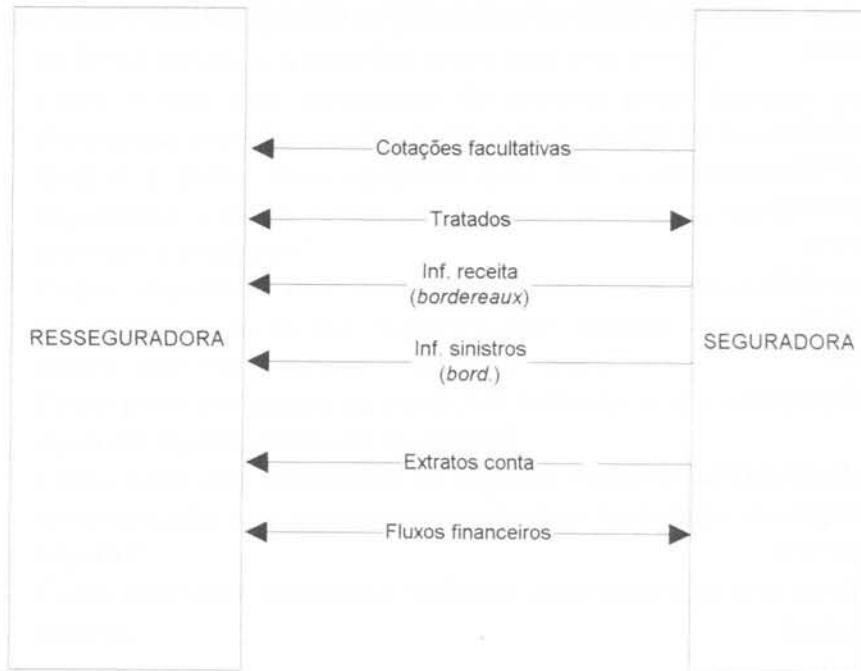 Cotações facultativas
Tratados
Inf. receita
(bordereaux)
RESSEGURADORA
Inf. sinistros
(bord.)
SEGURADORA
Extratos conta
Fluxos financeiros